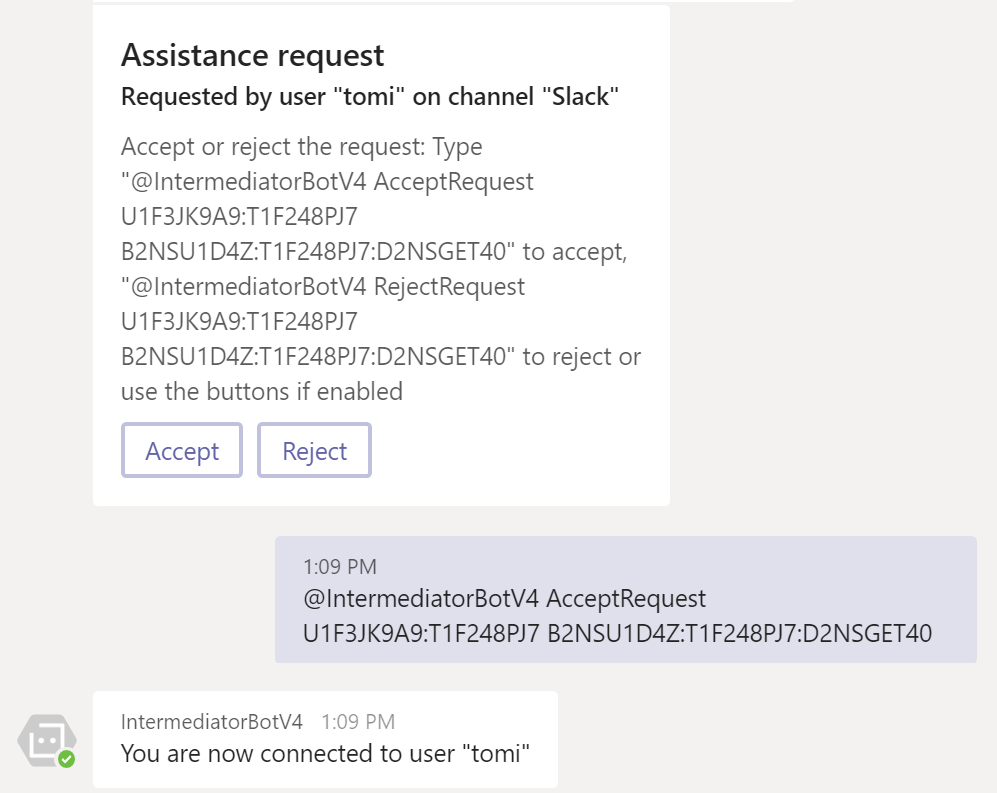 Assistance request
Requested by user "tomi" on channel "Slack"
Accept or reject the request: Type
"@IntermediatorBotV4 AcceptRequest
U1F3JK9A9:T1F248PJ7
B2NSU1D4Z:T1F248PJ7:D2NSGET40" to accept,
"@IntermediatorBotV4 RejectRequest
U1F3JK9A9:T1F248PJ7
B2NSU1D4Z:T1F248PJ7:D2NSGET40" to reject or
use the buttons if enabled
Accept Reject
1:09 PM
@IntermediatorBotV4 AcceptRequest
U1F3JK9A9:T1F248PJ7 B2NSU1D4Z:T1F248PJ7:D2NSGET40
IntermediatorBotV4 1:09 PM
You are now connected to user "tomi"